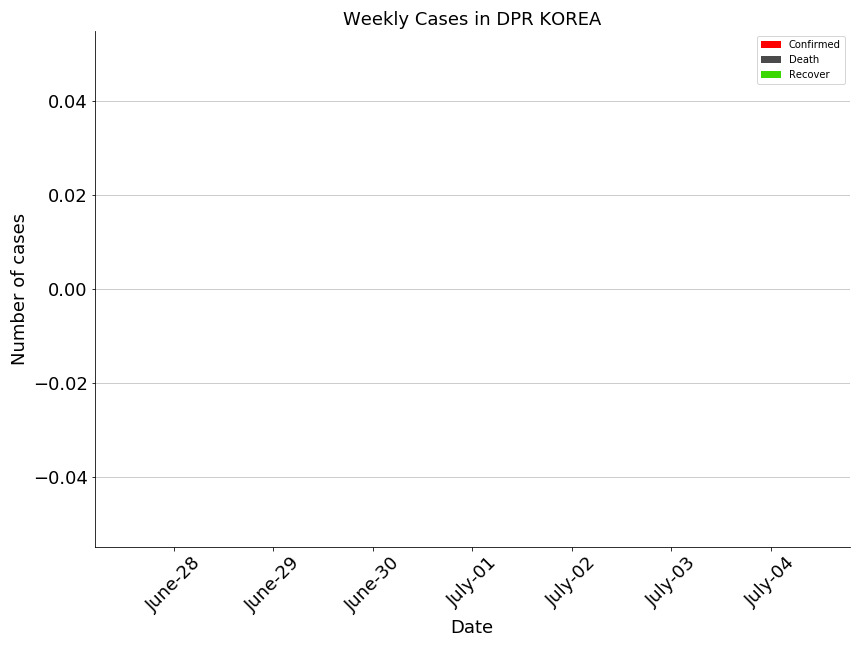 Weekly Cases in DPR KOREA
Confirmed
Death
Recover
Number of cases
0.04
0.02
0.00
−0.02
−0.04
June-28
June-29
June-30
July-01
July-02
July-03
July-04
Date